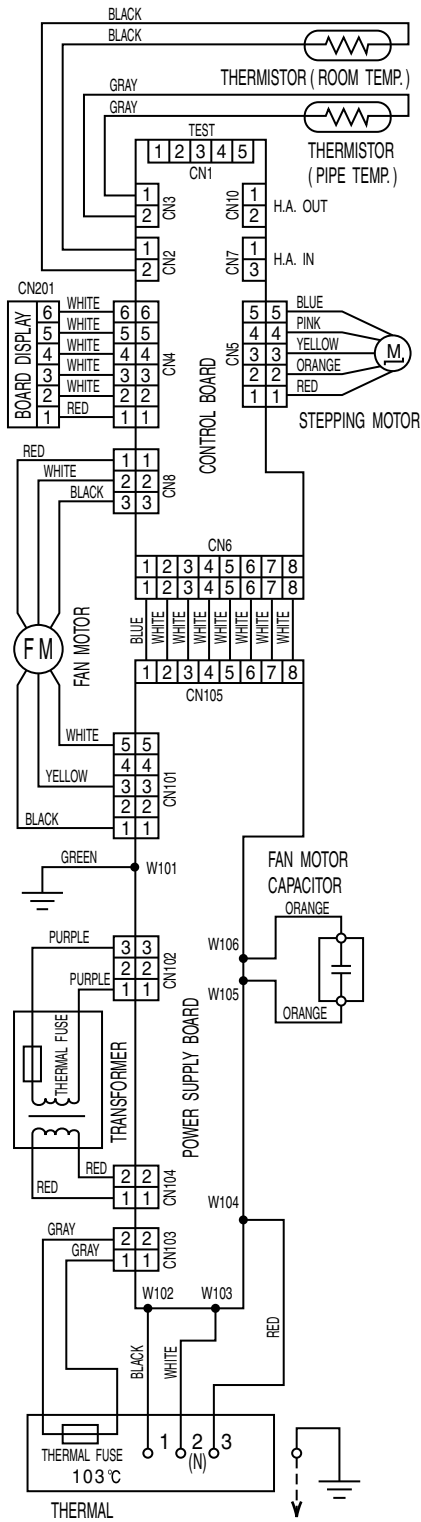 BLACK
BLACK
THERMISTOR ( ROOM TEMP. )
GRAY
GRAY
THERMISTOR
( PIPE TEMP. )
TEST
1 2 3 4 5
CN1
1
2
CN3
CN10
1
2
H.A. OUT
1
2
CN2
CN7
1
3
H.A. IN
CN201
BOARD DISPLAY
6 WHITE 6 6
5 WHITE 5 5
4 WHITE 4 4
3 WHITE 3 3
2 WHITE 2 2
1 RED 1 1
CN4
CN5
5 5 BLUE
4 4 PINK
3 3 YELLOW
2 2 ORANGE
1 1 RED
M
STEPPING MOTOR
CONTROL BOARD
RED 1 1
WHITE 2 2
BLACK 3 3
CN8
CN6
1 2 3 4 5 6 7 8
1 2 3 4 5 6 7 8
BLUE
WHITE
WHITE
WHITE
WHITE
WHITE
WHITE
WHITE
1 2 3 4 5 6 7 8
CN105
FM
FAN MOTOR
WHITE 5 5
4 4
YELLOW 3 3
2 2
BLACK 1 1
CN101
GREEN
W101
FAN MOTOR
CAPACITOR
ORANGE
W106
W105
ORANGE
PURPLE 3 3
2 2
PURPLE 1 1
CN102
POWER SUPPLY BOARD
THERMAL FUSE
TRANSFORMER
RED 2 2
RED 1 1
CN104
W104
GRAY 2 2
GRAY 1 1
CN103
W102
W103
BLACK
WHITE
RED
THERMAL FUSE
103℃
1 2 3
(N)
THERMAL